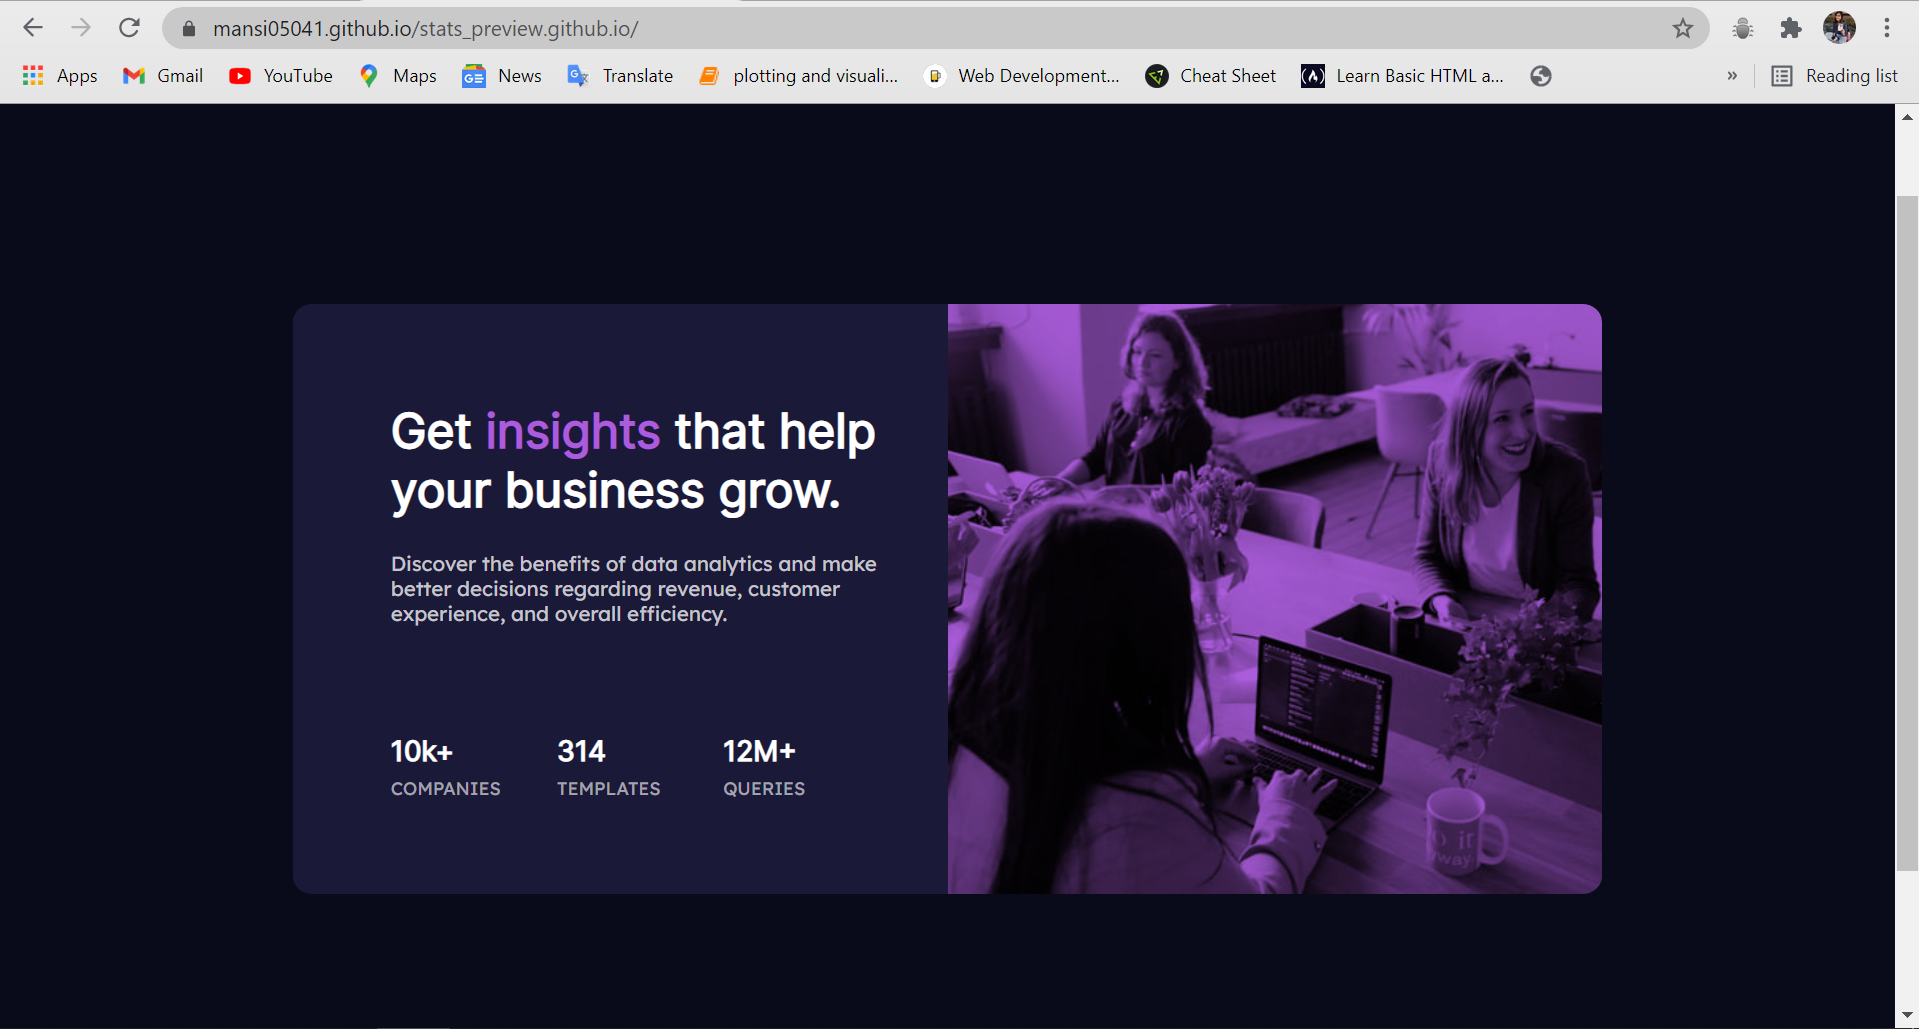 mansi05041.github.io/stats_preview.github.io/
Apps Gmail YouTube Maps News Translate plotting and visuali... Web Development... Cheat Sheet Learn Basic HTML a... » Reading list
Get insights that help
your business grow.
Discover the benefits of data analytics and make
better decisions regarding revenue, customer
experience, and overall efficiency.
10k+ 314 12M+
COMPANIES TEMPLATES QUERIES
it
way.